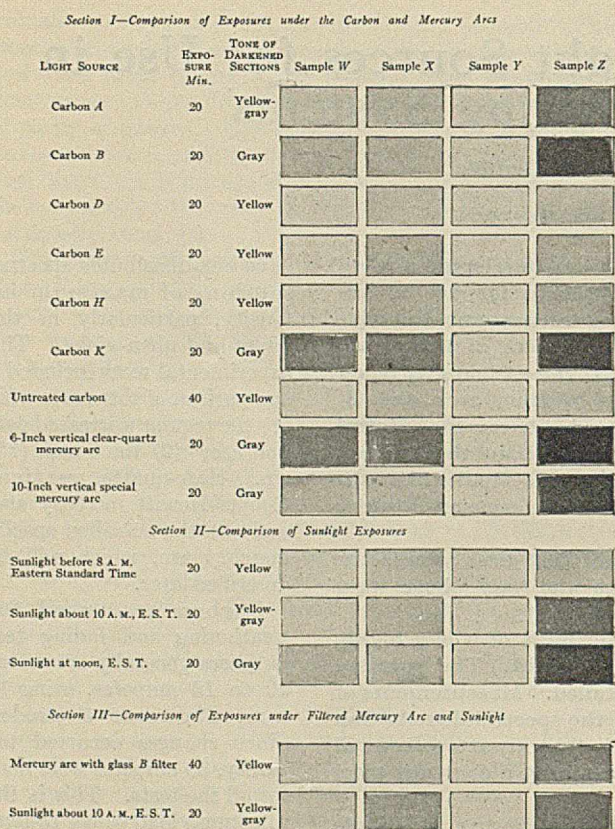 Section I—Comparison of Exposures under the Carbon and Mercury Arcs
LIGHT SOURCE EXPO-SURE Min. TONE OF DARKENED SECTIONS Sample W Sample X Sample Y Sample Z
Carbon A 20 Yellow-gray
Carbon B 20 Gray
Carbon D 20 Yellow
Carbon E 20 Yellow
Carbon H 20 Yellow
Carbon K 20 Gray
Untreated carbon 40 Yellow
6-Inch vertical clear-quartz
mercury arc 20 Gray
10-Inch vertical special
mercury arc 20 Gray
Section II—Comparison of Sunlight Exposures
Sunlight before 8 A. M.
Eastern Standard Time 20 Yellow
Sunlight about 10 A. M., E. S. T. 20 Yellow-gray
Sunlight at noon, E. S. T. 20 Gray
Section III—Comparison of Exposures under Filtered Mercury Arc and Sunlight
Mercury arc with glass B filter 40 Yellow
Sunlight about 10 A. M., E. S. T. 20 Yellow-gray